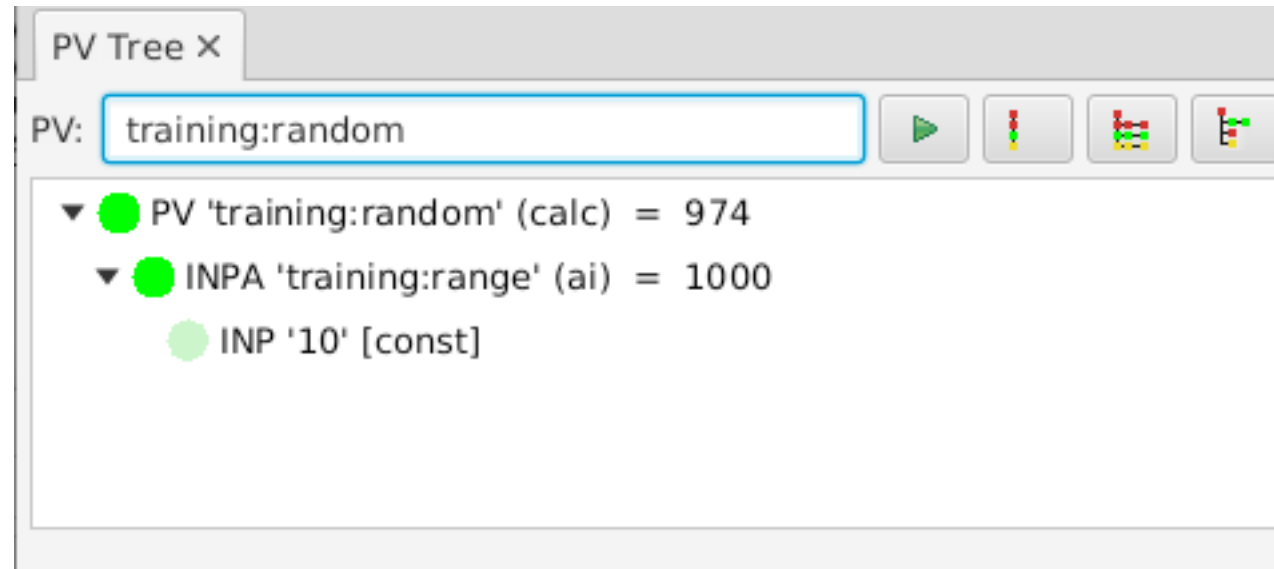 PV Tree ×
PV: training:random
PV 'training:random' (calc) = 974
INPA 'training:range' (ai) = 1000
INP '10' [const]